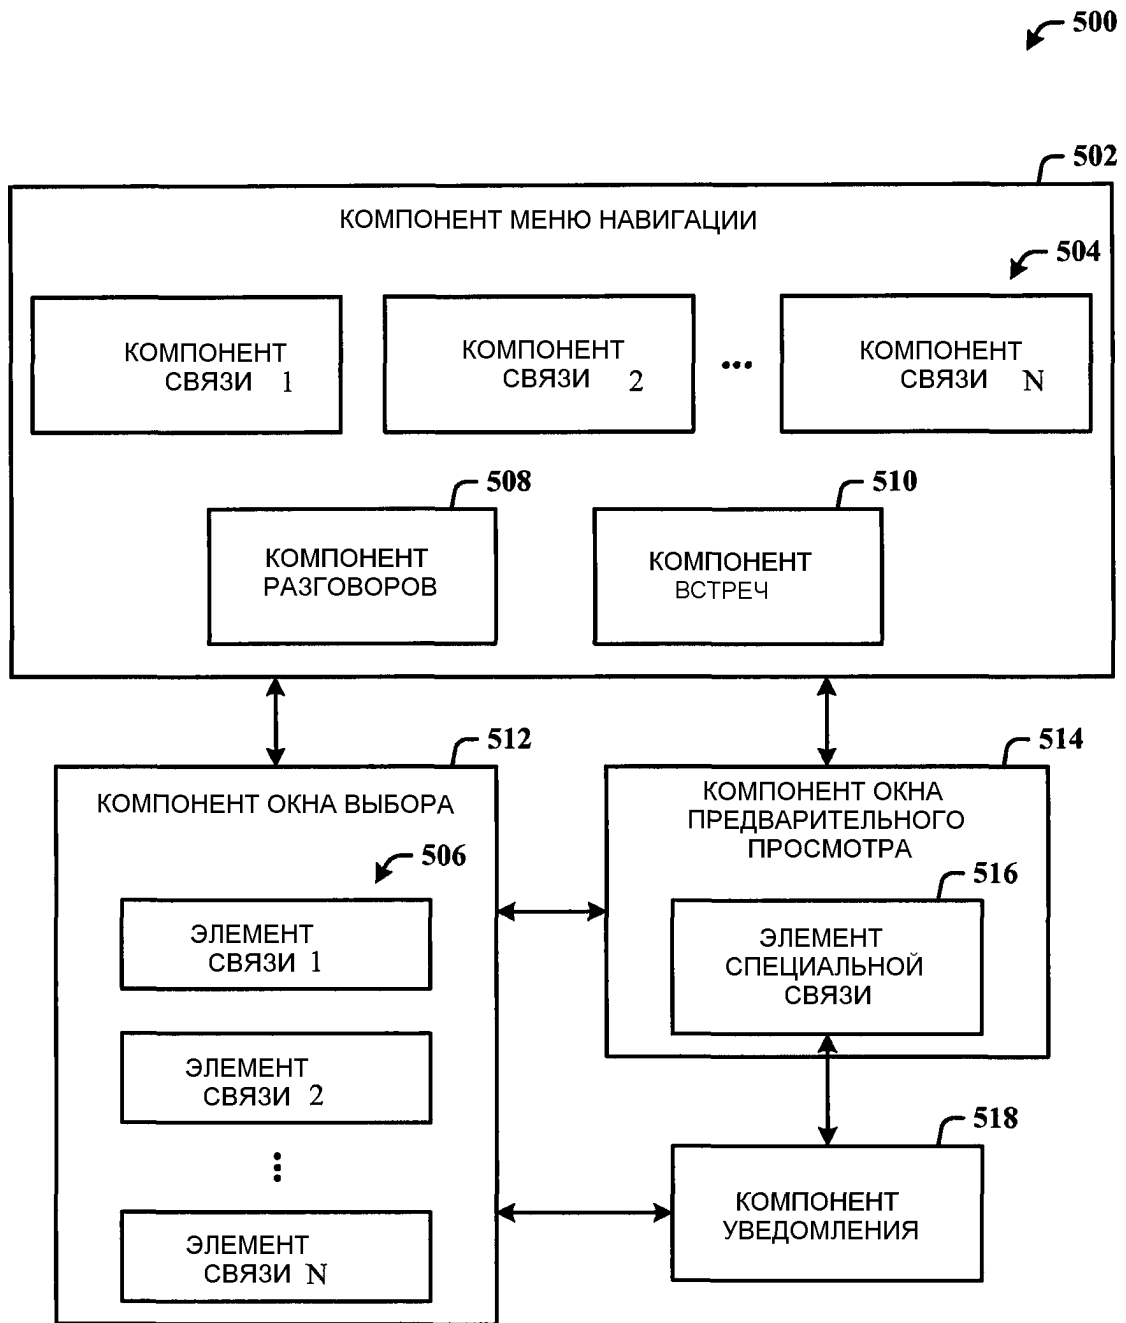 500
502
КОМПОНЕНТ МЕНЮ НАВИГАЦИИ
504
КОМПОНЕНТ
СВЯЗИ 1
КОМПОНЕНТ
СВЯЗИ 2
...
КОМПОНЕНТ
СВЯЗИ N
508
КОМПОНЕНТ
РАЗГОВОРОВ
510
КОМПОНЕНТ
ВСТРЕЧ
512
КОМПОНЕНТ ОКНА ВЫБОРА
506
ЭЛЕМЕНТ
СВЯЗИ 1
ЭЛЕМЕНТ
СВЯЗИ 2
...
ЭЛЕМЕНТ
СВЯЗИ N
514
КОМПОНЕНТ ОКНА
ПРЕДВАРИТЕЛЬНОГО
ПРОСМОТРА
516
ЭЛЕМЕНТ
СПЕЦИАЛЬНОЙ
СВЯЗИ
518
КОМПОНЕНТ
УВЕДОМЛЕНИЯ